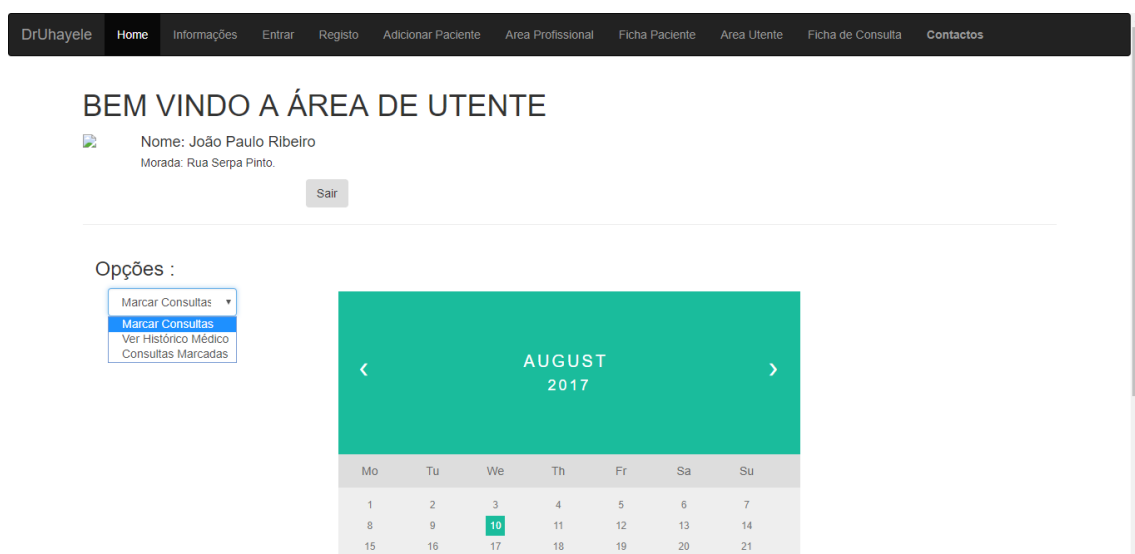 DrUhayele Home Informações Entrar Registo Adicionar Paciente Area Profissional Ficha Paciente Area Utente Ficha de Consulta Contactos
BEM VINDO A ÁREA DE UTENTE
Nome: João Paulo Ribeiro
Morada: Rua Serpa Pinto.
Sair
Opções :
Marcar Consultas
Marcar Consultas
Ver Histórico Médico
Consultas Marcadas
❮ AUGUST ❯
2017
Mo Tu We Th Fr Sa Su
1 2 3 4 5 6 7
8 9 10 11 12 13 14
15 16 17 18 19 20 21